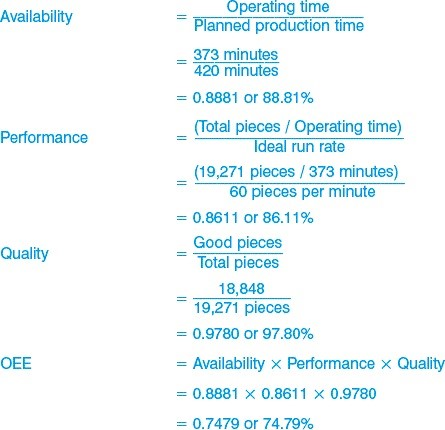 Availability = Operating time / Planned production time
= 373 minutes / 420 minutes
= 0.8881 or 88.81%
Performance = (Total pieces / Operating time) / Ideal run rate
= (19,271 pieces / 373 minutes) / 60 pieces per minute
= 0.8611 or 86.11%
Quality = Good pieces / Total pieces
= 18,848 / 19,271 pieces
= 0.9780 or 97.80%
OEE = Availability × Performance × Quality
= 0.8881 × 0.8611 × 0.9780
= 0.7479 or 74.79%